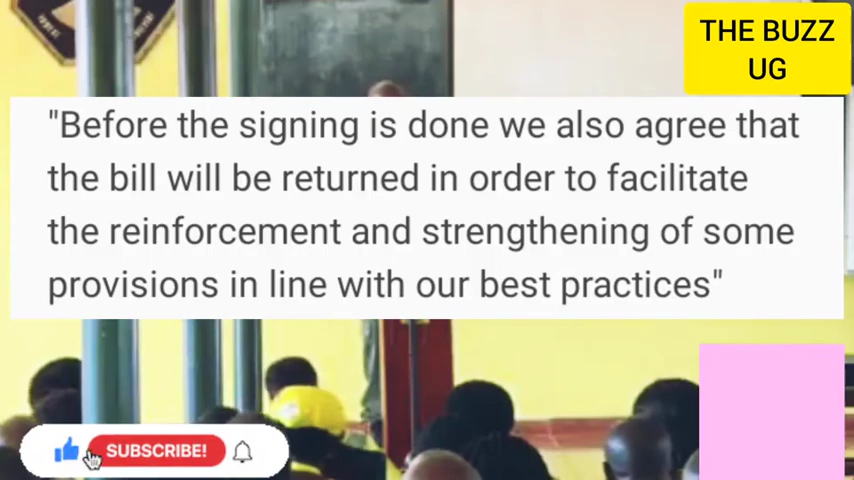 THE BUZZ
UG
"Before the signing is done we also agree that
the bill will be returned in order to facilitate
the reinforcement and strengthening of some
provisions in line with our best practices"
SUBSCRIBE!